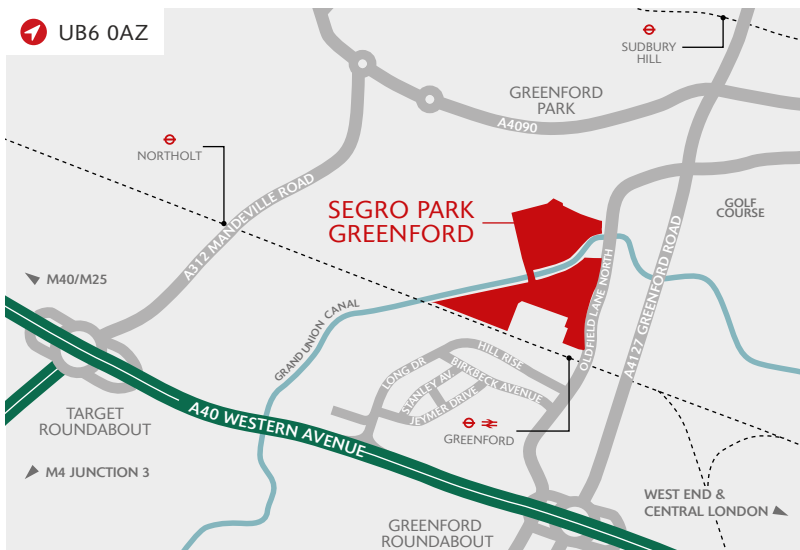 UB6 0AZ
SUDBURY
HILL
GREENFORD
PARK
A4090
NORTHOLT
A312 MANDEVILLE ROAD
SEGRO PARK
GREENFORD
GOLF
COURSE
M40/M25
GRAND UNION CANAL
OLDFIELD LANE NORTH
A4127 GREENFORD ROAD
LONG DR
HILL RISE
STANLEY AV.
BIRKBECK AVENUE
JEYMER DRIVE
A40 WESTERN AVENUE
TARGET
ROUNDABOUT
GREENFORD
M4 JUNCTION 3
WEST END &
CENTRAL LONDON
GREENFORD
ROUNDABOUT